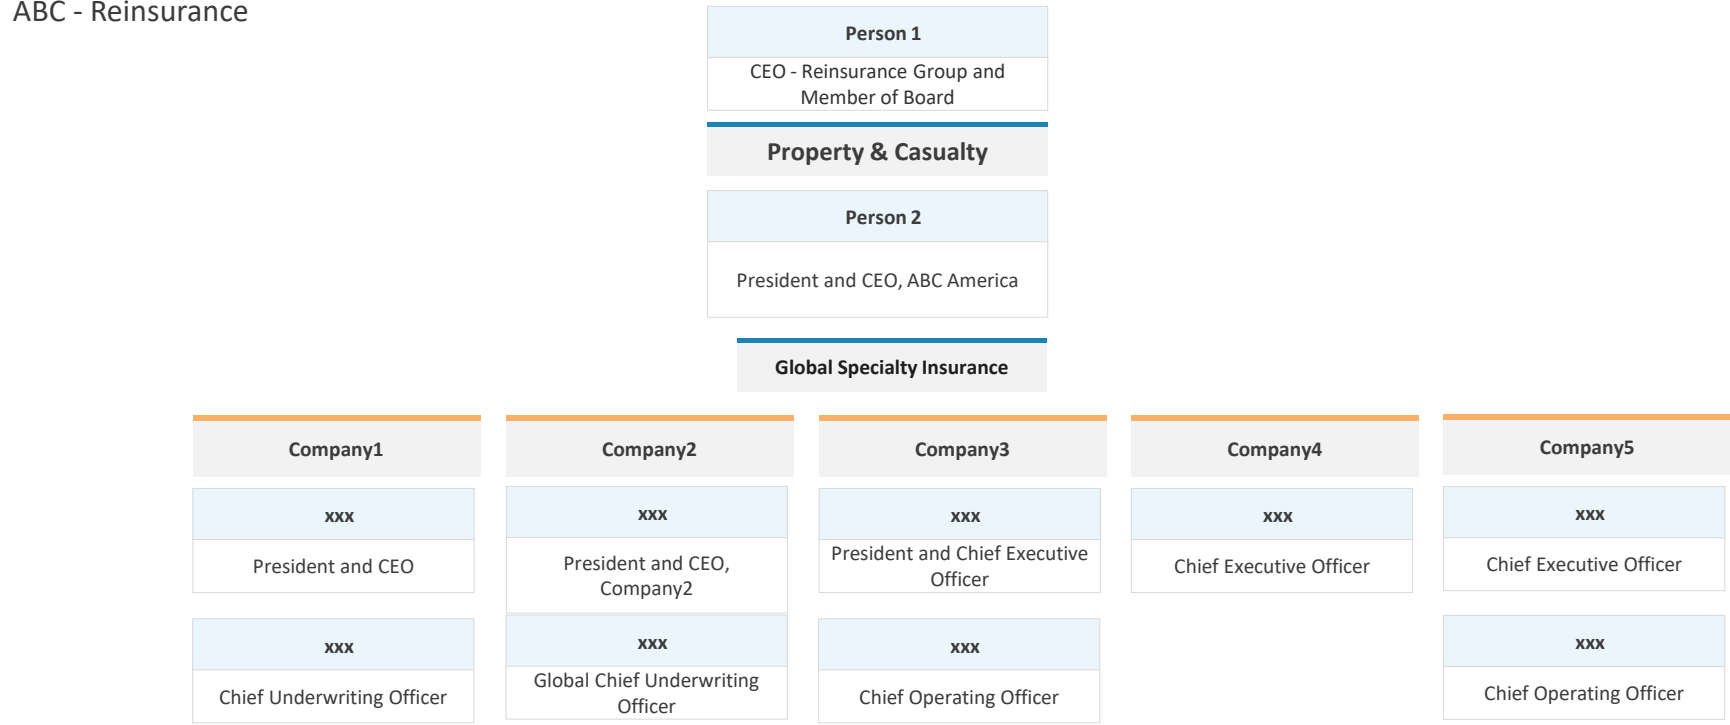 ABC - Reinsurance
Person 1
CEO - Reinsurance Group and
Member of Board
Property & Casualty
Person 2
President and CEO, ABC America
Global Specialty Insurance
Company1
Company2
Company3
Company4
Company5
xxx
xxx
xxx
xxx
xxx
President and CEO
President and CEO,
Company2
President and Chief Executive
Officer
Chief Executive Officer
Chief Executive Officer
xxx
xxx
xxx
xxx
Chief Underwriting Officer
Global Chief Underwriting
Officer
Chief Operating Officer
Chief Operating Officer